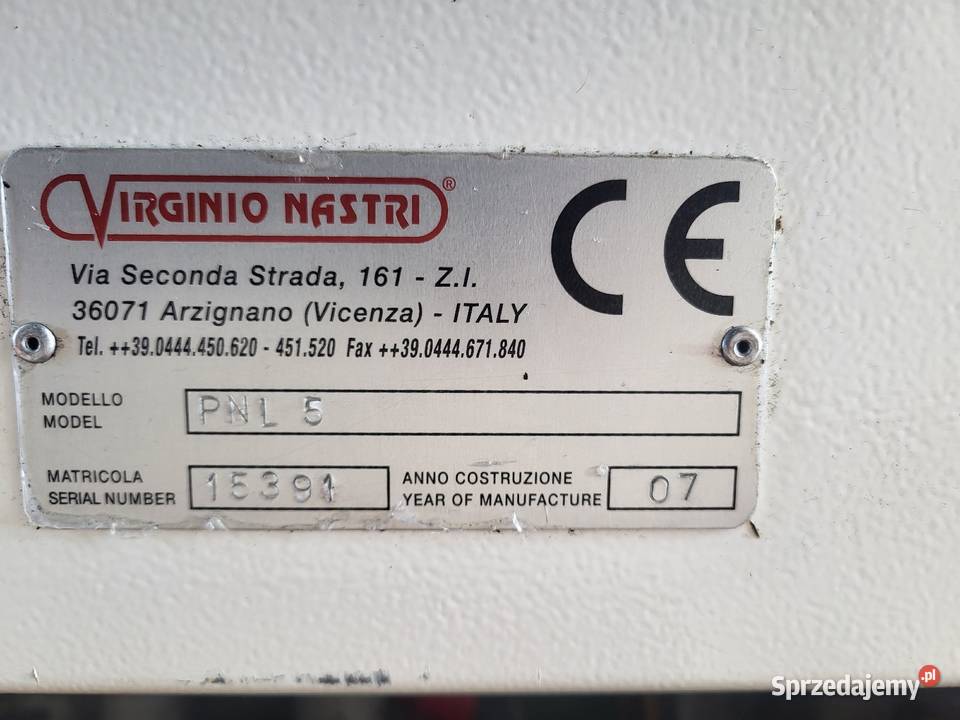 VIRGINIO NASTRI®
CE
Via Seconda Strada, 161 - Z.I.
36071 Arzignano (Vicenza) - ITALY
Tel. ++39.0444.450.620 - 451.520 Fax ++39.0444.671.840
MODELLO
MODEL
PNL 5
MATRICOLA
SERIAL NUMBER
15391
ANNO COSTRUZIONE
YEAR OF MANUFACTURE
07
Sprzedajemy.pl